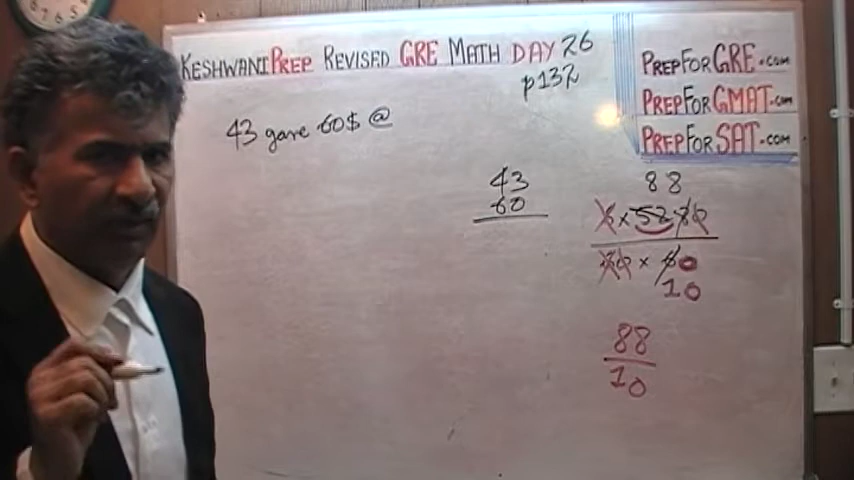 KESHWANIPREP REVISED GRE MATH DAY 26
p132
PREPFORGRE.COM
PREPFORGMAT.COM
PREPFORSAT.COM
43 gave 60$ @
43
60
88
10
88
10